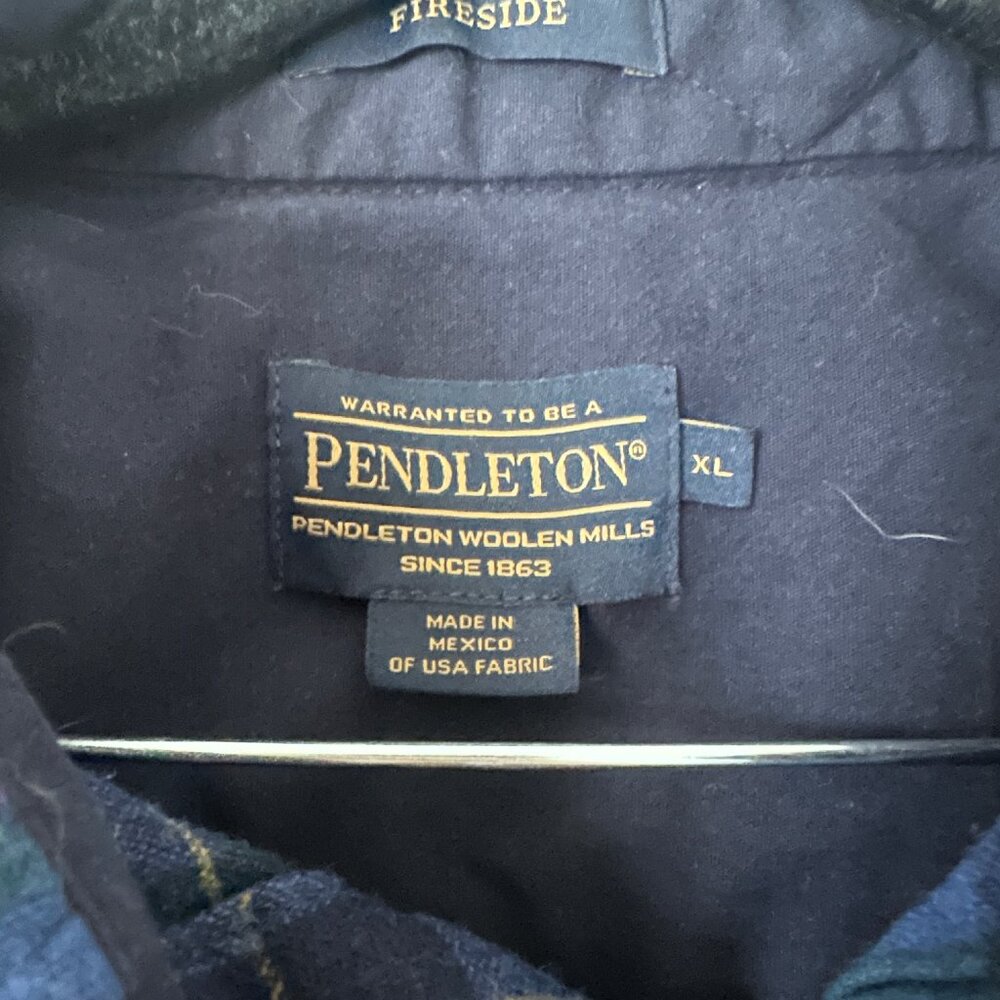 FIRESIDE
WARRANTED TO BE A
PENDLETON®
XL
PENDLETON WOOLEN MILLS
SINCE 1863
MADE IN
MEXICO
OF USA FABRIC